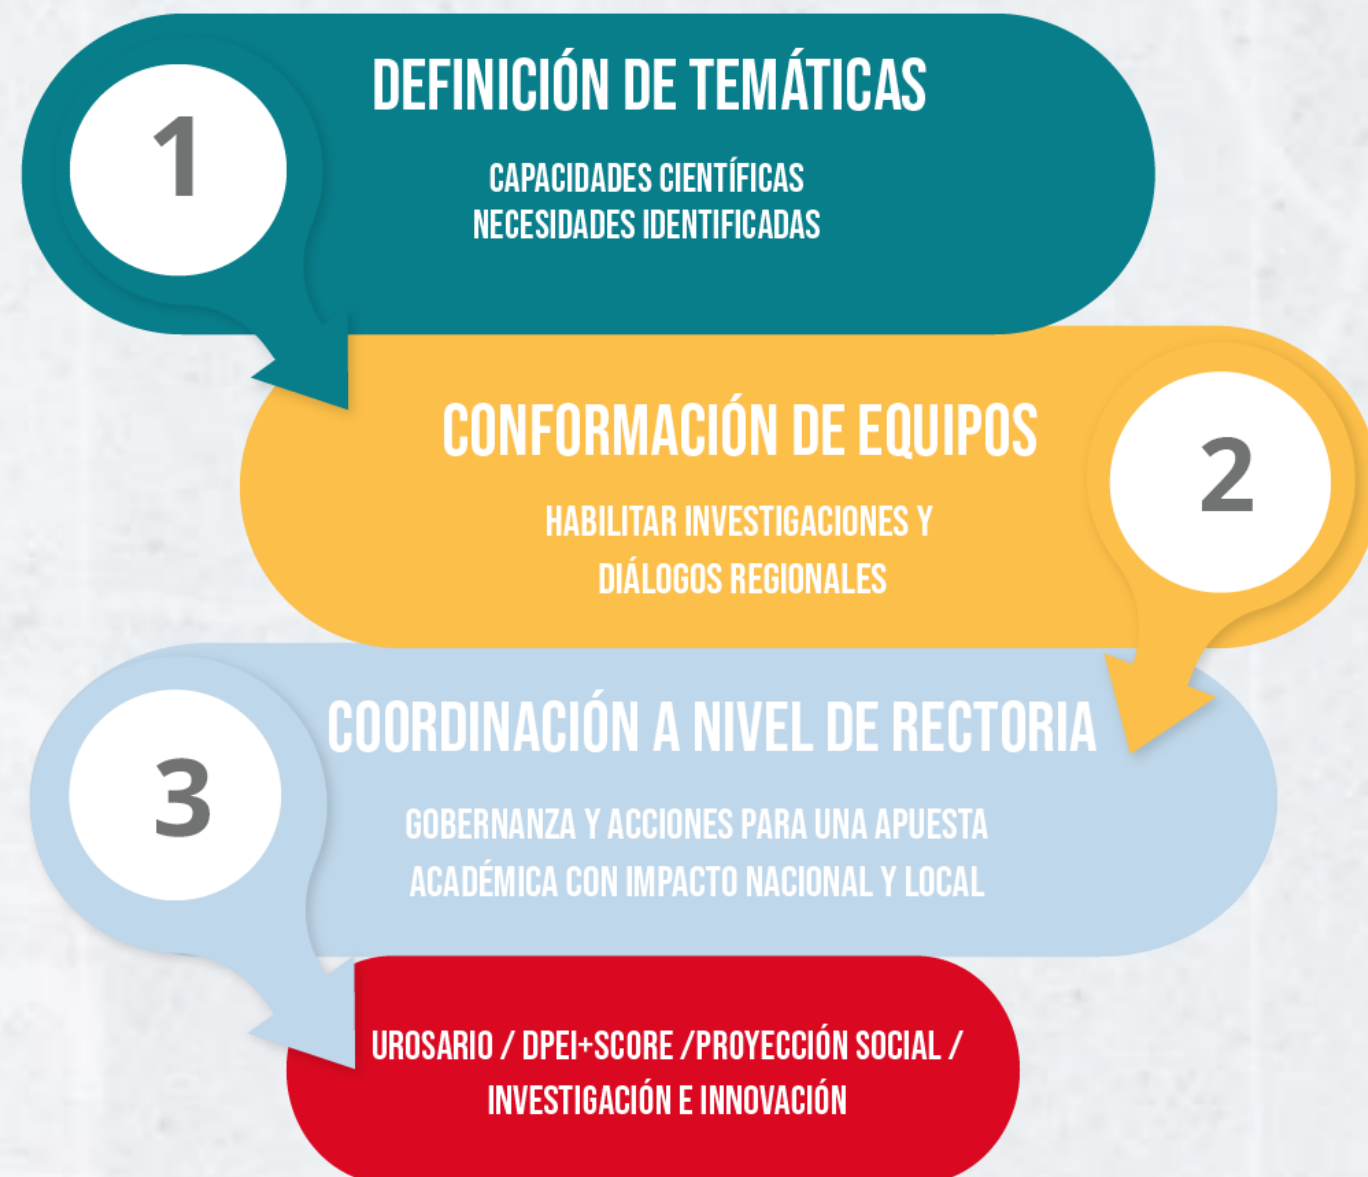 1
DEFINICIÓN DE TEMÁTICAS
CAPACIDADES CIENTÍFICAS
NECESIDADES IDENTIFICADAS
CONFORMACIÓN DE EQUIPOS
2
HABILITAR INVESTIGACIONES Y
DIÁLOGOS REGIONALES
3
COORDINACIÓN A NIVEL DE RECTORIA
GOBERNANZA Y ACCIONES PARA UNA APUESTA
ACADÉMICA CON IMPACTO NACIONAL Y LOCAL
UROSARIO / DPEI+SCORE /PROYECCIÓN SOCIAL /
INVESTIGACIÓN E INNOVACIÓN